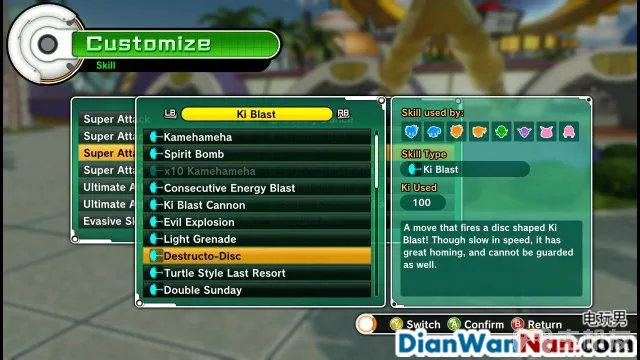 Customize
Skill
LB Ki Blast RB
Super Attack
Super Atta
Super Atta
Super Atta
Ultimate A
Ultimate A
Evasive Sk
Kamehameha
Spirit Bomb
x10 Kamehameha
Consecutive Energy Blast
Ki Blast Cannon
Evil Explosion
Light Grenade
Destructo-Disc
Turtle Style Last Resort
Double Sunday
Skill used by:
Skill Type
Ki Blast
Ki Used
100
A move that fires a disc shaped Ki
Blast! Though slow in speed, it has
great homing, and cannot be guarded
as well.
Y Switch A Confirm B Return
电玩男
DianWanNan.com